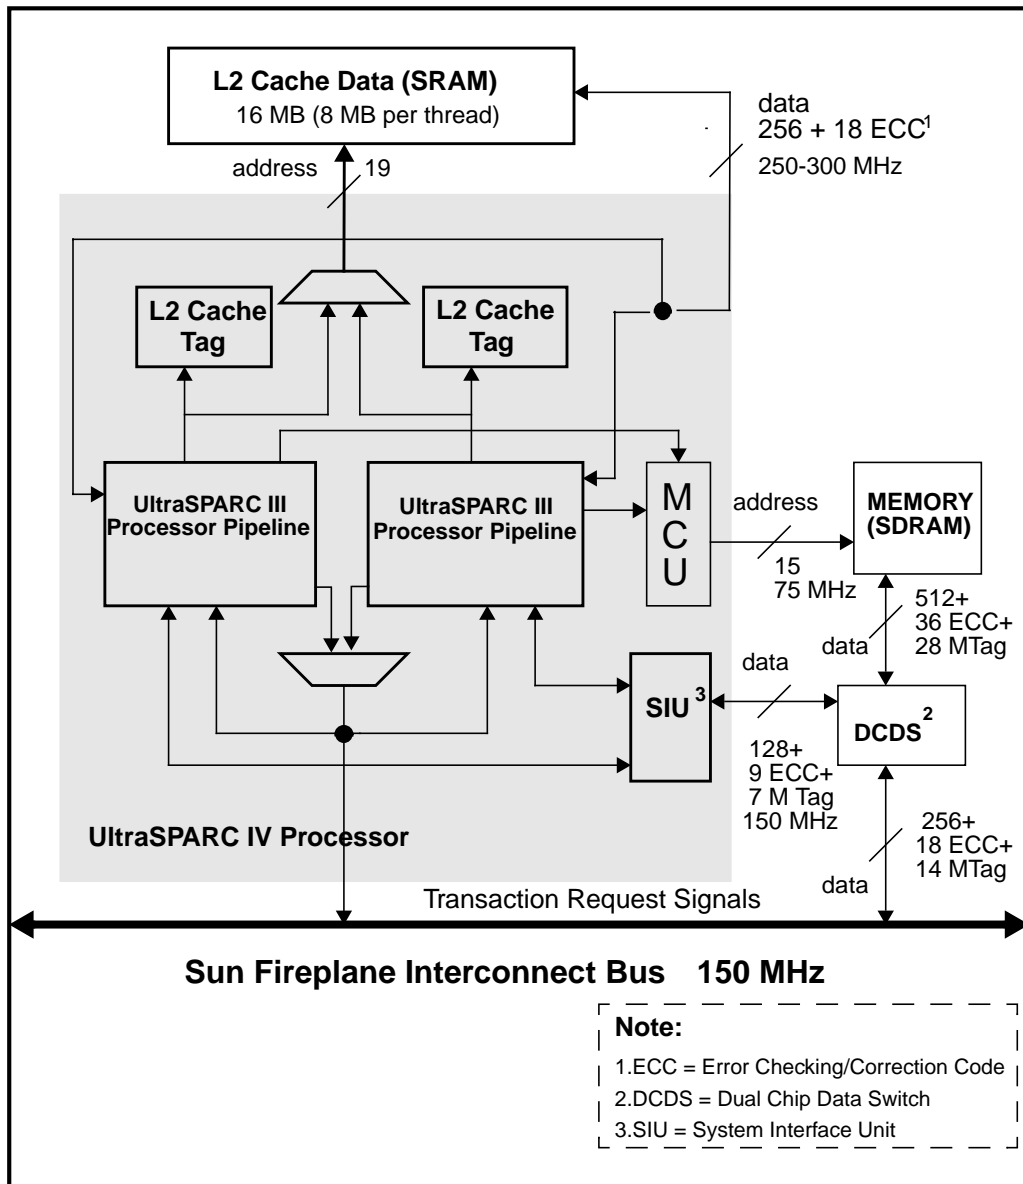 L2 Cache Data (SRAM)
16 MB (8 MB per thread)
data
256 + 18 ECC1
250-300 MHz
address
19
L2 Cache
Tag
L2 Cache
Tag
UltraSPARC III
Processor Pipeline
UltraSPARC III
Processor Pipeline
M
C
U
address
15
75 MHz
MEMORY
(SDRAM)
512+
36 ECC+
28 MTag
data
SIU 3
data
128+
9 ECC+
7 M Tag
150 MHz
DCDS 2
256+
18 ECC+
14 MTag
data
UltraSPARC IV Processor
Transaction Request Signals
Sun Fireplane Interconnect Bus 150 MHz
Note:
1.ECC = Error Checking/Correction Code
2.DCDS = Dual Chip Data Switch
3.SIU = System Interface Unit